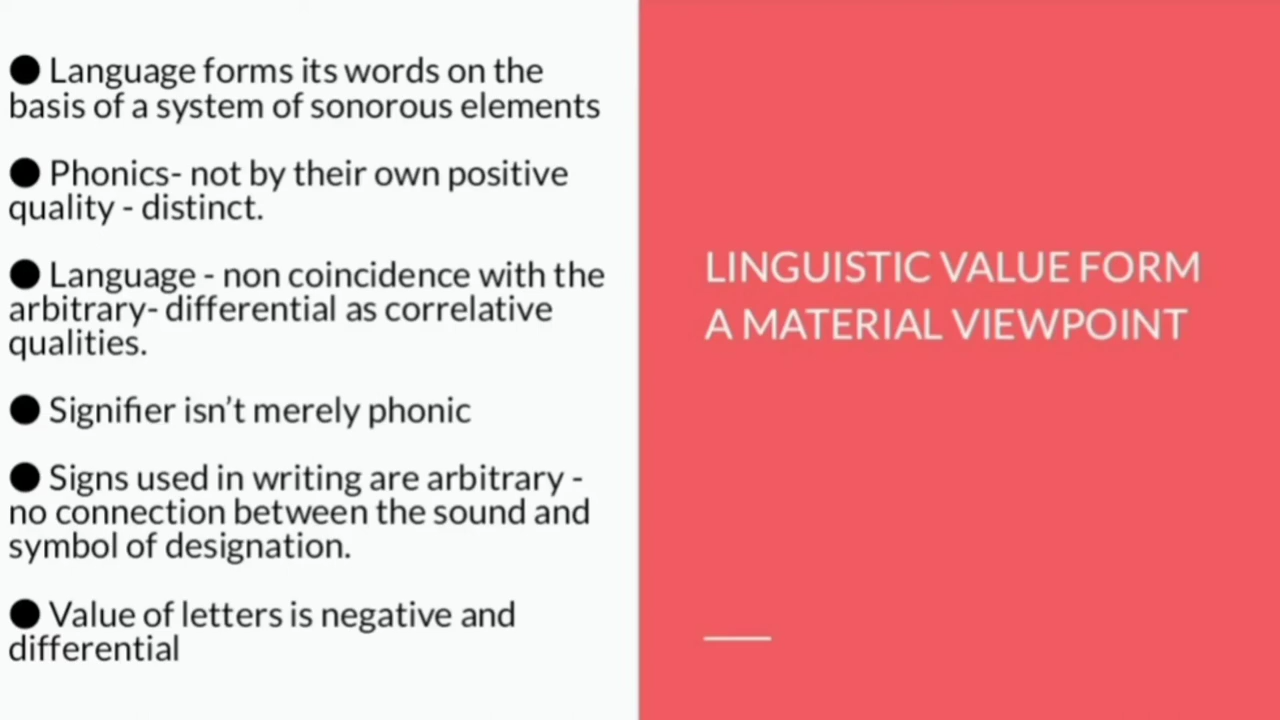 ● Language forms its words on the
basis of a system of sonorous elements
● Phonics- not by their own positive
quality - distinct.
● Language - non coincidence with the
arbitrary- differential as correlative
qualities.
● Signifier isn’t merely phonic
● Signs used in writing are arbitrary -
no connection between the sound and
symbol of designation.
● Value of letters is negative and
differential
LINGUISTIC VALUE FORM
A MATERIAL VIEWPOINT